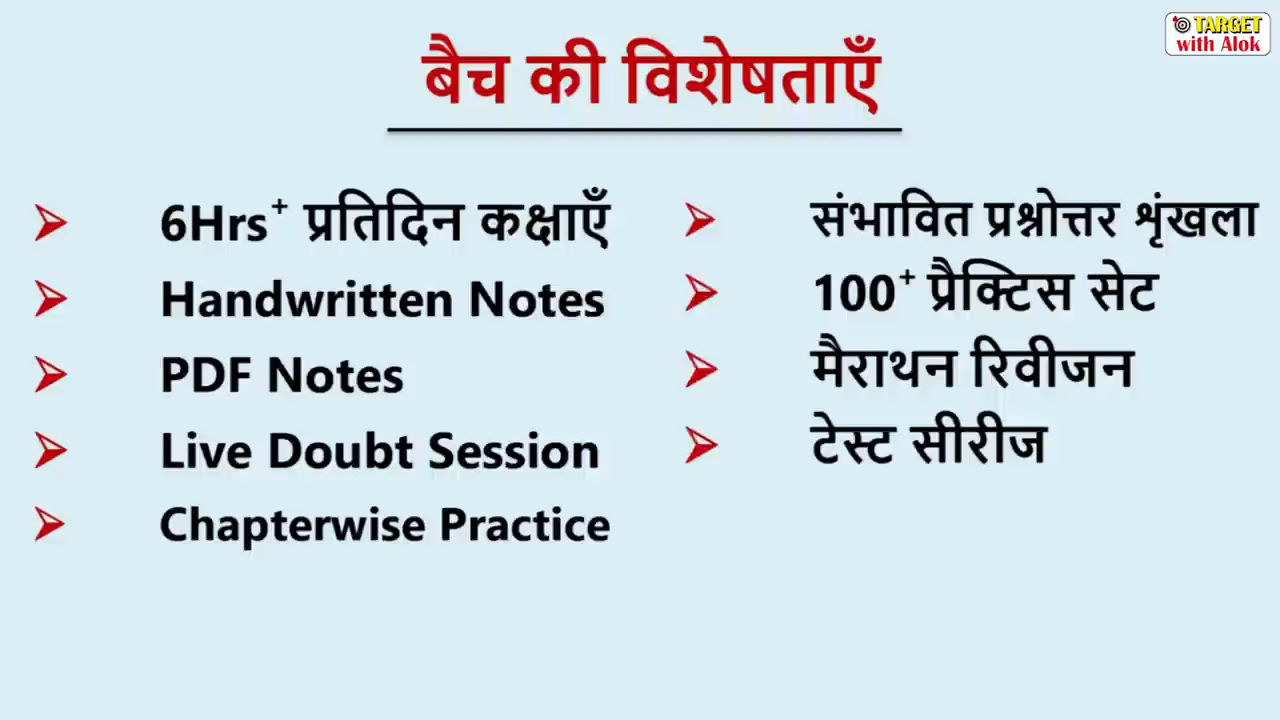 TARGET
with Alok
बैच की विशेषताएँ
6Hrs⁺ प्रतिदिन कक्षाएँ
Handwritten Notes
PDF Notes
Live Doubt Session
Chapterwise Practice
संभावित प्रश्नोत्तर शृंखला
100⁺ प्रैक्टिस सेट
मैराथन रिवीजन
टेस्ट सीरीज